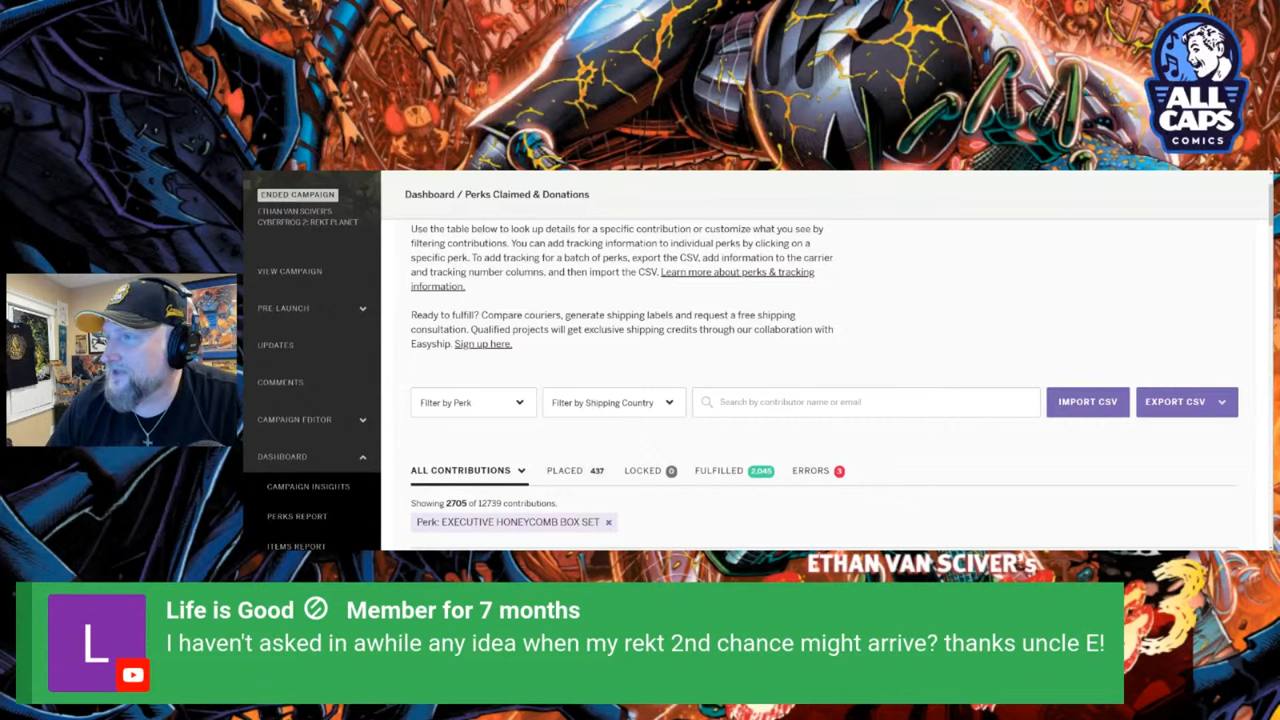 ALL
CAPS
COMICS
ENDED CAMPAIGN
ETHAN VAN SCIVER'S
CYBERFROG 2: REKT PLANET
VIEW CAMPAIGN
PRE LAUNCH
UPDATES
COMMENTS
CAMPAIGN EDITOR
DASHBOARD
CAMPAIGN INSIGHTS
PERKS REPORT
ITEMS REPORT
Dashboard / Perks Claimed & Donations
Use the table below to look up details for a specific contribution or customize what you see by
filtering contributions. You can add tracking information to individual perks by clicking on a
specific perk. To add tracking for a batch of perks, export the CSV, add information to the carrier
and tracking number columns, and then import the CSV. Learn more about perks & tracking
information.
Ready to fulfill? Compare couriers, generate shipping labels and request a free shipping
consultation. Qualified projects will get exclusive shipping credits through our collaboration with
Easyship. Sign up here.
Filter by Perk Filter by Shipping Country Search by contributor name or email IMPORT CSV EXPORT CSV
ALL CONTRIBUTIONS PLACED 437 LOCKED 0 FULFILLED 2,045 ERRORS 3
Showing 2705 of 12739 contributions.
Perk: EXECUTIVE HONEYCOMB BOX SET ×
ETHAN VAN SCIVER's
L
Life is Good Member for 7 months
I haven't asked in awhile any idea when my rekt 2nd chance might arrive? thanks uncle E!